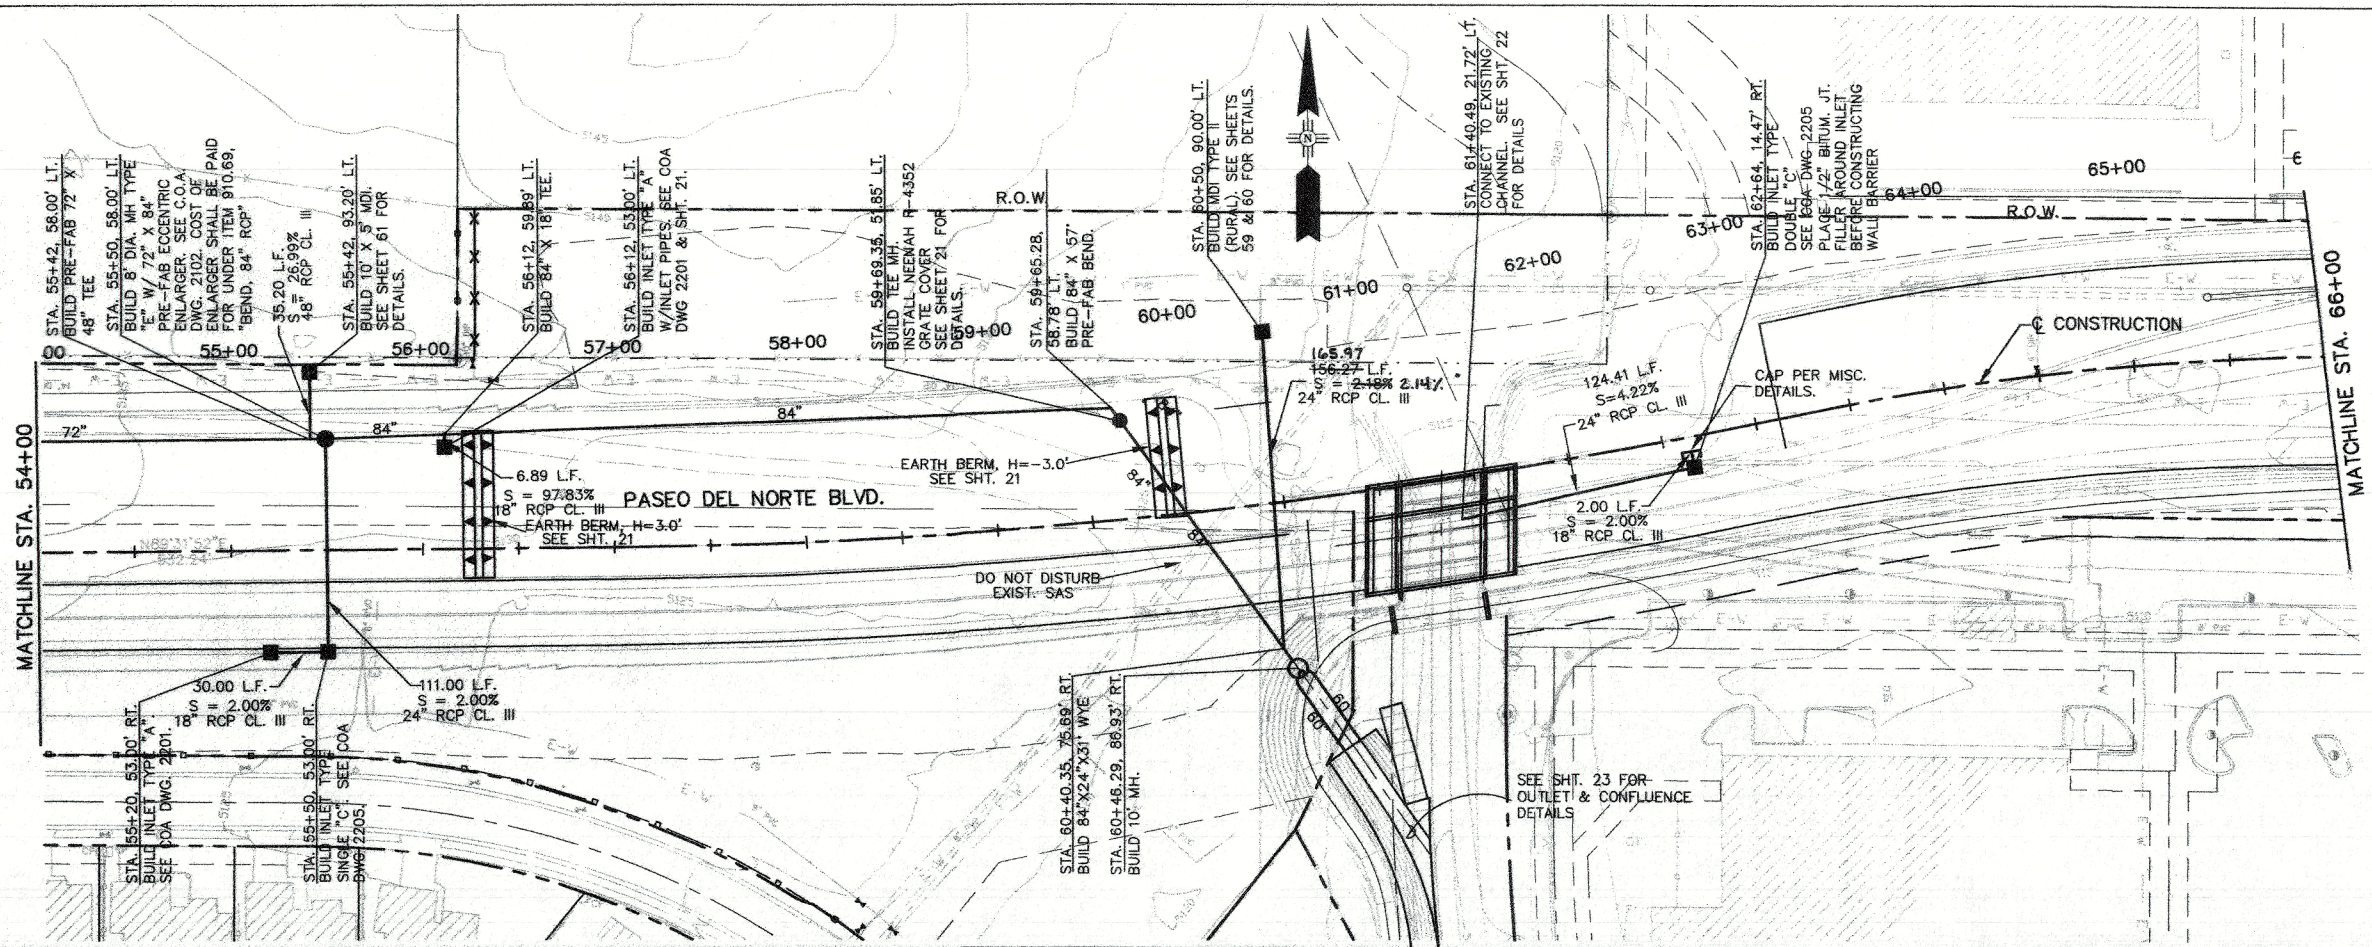 STA. 55+42, 58.00' LT.
BUILD PRE-FAB 72" X
48" TEE
STA. 55+50, 58.00' LT.
BUILD 8' DIA. MH TYPE
"E" W/ 72" X 84"
PRE-FAB ECCENTRIC
ENLARGER. SEE C.O.A.
DWG. 2102. COST OF
ENLARGER SHALL BE PAID
FOR UNDER ITEM 910.69,
"BEND, 84" RCP"
35.20 L.F.
S = 26.99%
48" RCP CL. III
STA. 55+42, 93.20' LT.
BUILD 10' X 5' MDI.
SEE SHEET 61 FOR
DETAILS.
STA. 56+12, 59.89' LT.
BUILD 84" X 18" TEE.
STA. 56+12, 53.00' LT.
BUILD INLET TYPE "A"
W/INLET PIPES. SEE COA
DWG 2201 & SHT. 21.
STA. 59+69.35, 51.85' LT.
BUILD TEE MH.
INSTALL NEENAH R-4352
GRATE COVER
SEE SHEET 21 FOR
DETAILS.
STA. 59+65.28,
58.78' LT.
BUILD 84" X 57°
PRE-FAB BEND.
STA. 60+50, 90.00' LT.
BUILD MDI TYPE II
(RURAL). SEE SHEETS
59 & 60 FOR DETAILS.
N
STA. 61+40.49, 21.72' LT.
CONNECT TO EXISTING
CHANNEL. SEE SHT. 22
FOR DETAILS
STA. 62+64, 14.47' RT.
BUILD INLET TYPE
DOUBLE "C"
SEE COA DWG 2205
PLACE 1/2" BITUM. JT.
FILLER AROUND INLET
BEFORE CONSTRUCTING
WALL BARRIER
R.O.W.
R.O.W.
00
55+00
56+00
57+00
58+00
59+00
60+00
61+00
62+00
63+00
64+00
65+00
MATCHLINE STA. 54+00
MATCHLINE STA. 66+00
℄ CONSTRUCTION
72"
84"
84"
84"
165.97
156.27 L.F.
S = 2.18% 2.14%
24" RCP CL. III
124.41 L.F.
S=4.22%
24" RCP CL. III
CAP PER MISC.
DETAILS.
EARTH BERM, H=-3.0'
SEE SHT. 21
6.89 L.F.
S = 97.83%
18" RCP CL. III
PASEO DEL NORTE BLVD.
EARTH BERM, H=3.0'
SEE SHT. 21
2.00 L.F.
S = 2.00%
18" RCP CL. III
N89°31'52"E
DO NOT DISTURB
EXIST. SAS
30.00 L.F.
S = 2.00%
18" RCP CL. III
111.00 L.F.
S = 2.00%
24" RCP CL. III
STA. 55+20, 53.00' RT.
BUILD INLET TYPE "A".
SEE COA DWG. 2201.
STA. 55+50, 53.00' RT.
BUILD INLET TYPE
SINGLE "C". SEE COA
DWG 2205.
STA. 60+40.35, 75.69' RT.
BUILD 84"X24"X31° WYE
STA. 60+46.29, 86.93' RT.
BUILD 10' MH.
60"
60"
SEE SHT. 23 FOR
OUTLET & CONFLUENCE
DETAILS